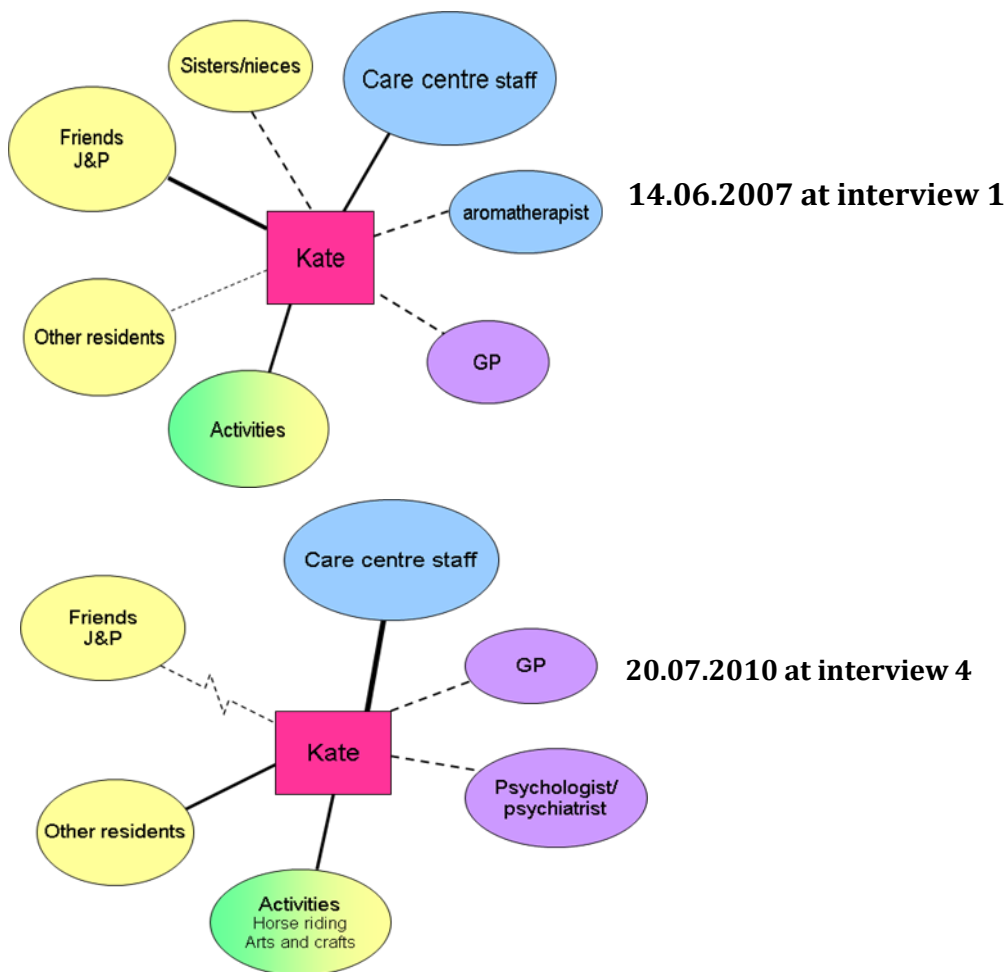 Sisters/nieces
Care centre staff
Friends
J&P
aromatherapist
14.06.2007 at interview 1
Kate
Other residents
GP
Activities
Care centre staff
Friends
J&P
GP
20.07.2010 at interview 4
Kate
Psychologist/
psychiatrist
Other residents
Activities
Horse riding
Arts and crafts